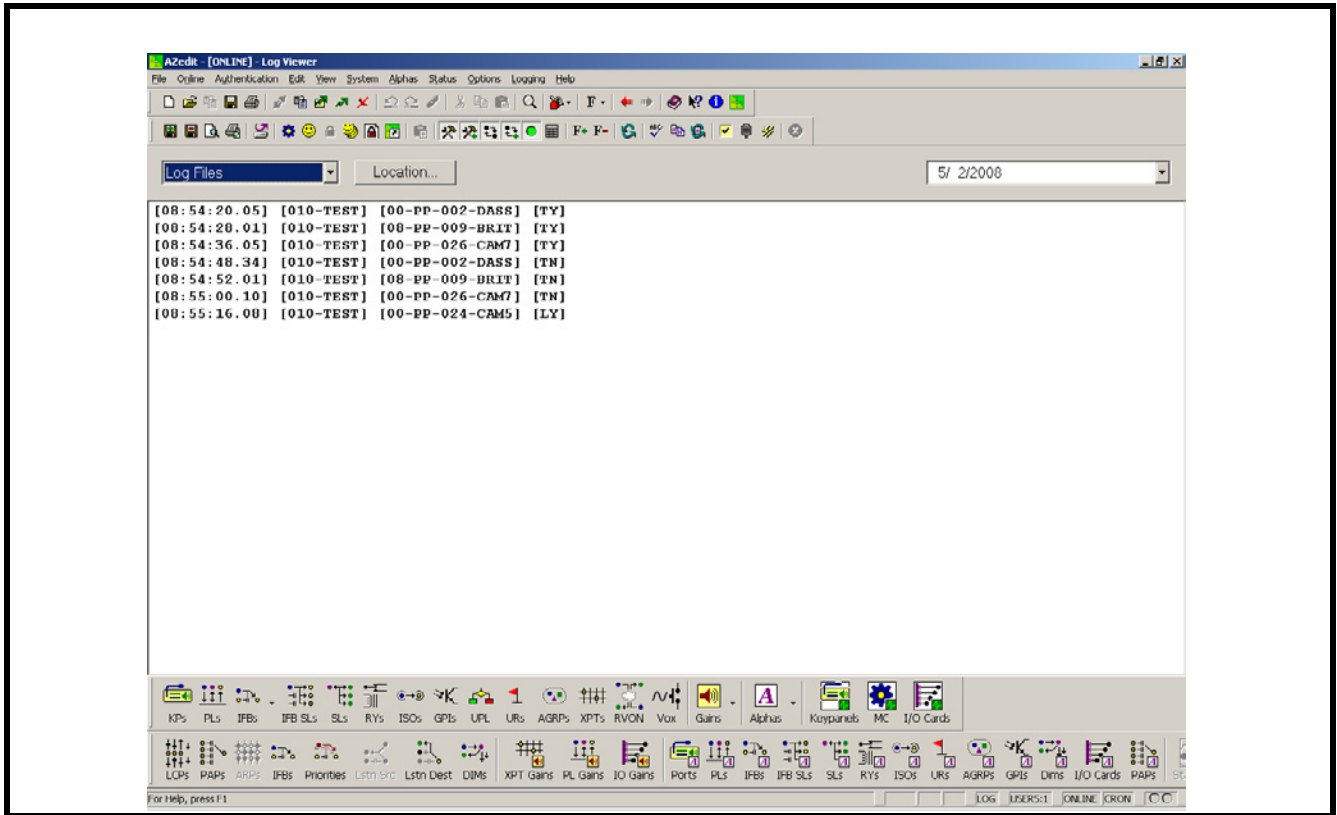 AZedit - [ONLINE] - Log Viewer
File Online Authentication Edit View System Alphas Status Options Logging Help
F
F+ F-
Log Files Location... 5/ 2/2008
[08:54:20.05] [010-TEST] [00-PP-002-DASS] [TY]
[08:54:28.01] [010-TEST] [08-PP-009-BRIT] [TY]
[08:54:36.05] [010-TEST] [00-PP-026-CAM7] [TY]
[08:54:48.34] [010-TEST] [00-PP-002-DASS] [TN]
[08:54:52.01] [010-TEST] [08-PP-009-BRIT] [TN]
[08:55:00.10] [010-TEST] [00-PP-026-CAM7] [TN]
[08:55:16.08] [010-TEST] [00-PP-024-CAM5] [LY]
KPs PLs IFBs IFB SLs SLs RYs ISOs GPIs UPL URs AGRPs XPTs RVON Vox Gains Alphas Keypanels MC I/O Cards
LCPs PAPs ARPs IFBs Priorities Lstn Src Lstn Dest DIMs XPT Gains PL Gains IO Gains Ports PLs IFBs IFB SLs SLs RYs ISOs URs AGRPs GPIs Dims I/O Cards PAPs
For Help, press F1 LOG USERS:1 ONLINE CRON